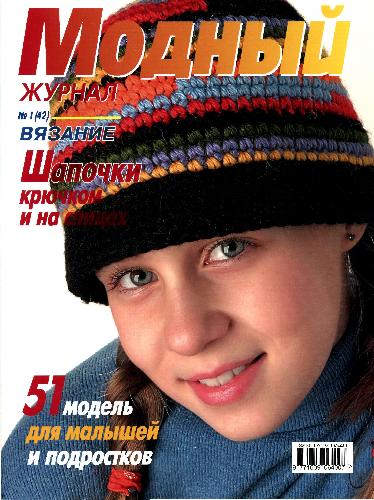 Модный
ЖУРНАЛ
№ 1 (42)
ВЯЗАНИЕ
Шапочки
крючком
и на спицах
51 модель
для малышей
и подростков